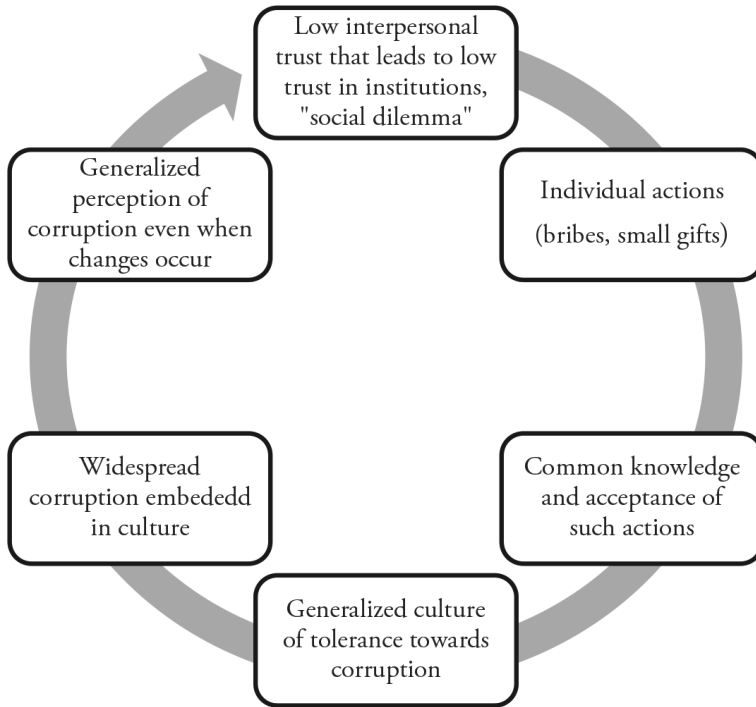 Low interpersonal
trust that leads to low
trust in institutions,
"social dilemma"
Individual actions
(bribes, small gifts)
Common knowledge
and acceptance of
such actions
Generalized culture
of tolerance towards
corruption
Widespread
corruption embededd
in culture
Generalized
perception of
corruption even when
changes occur